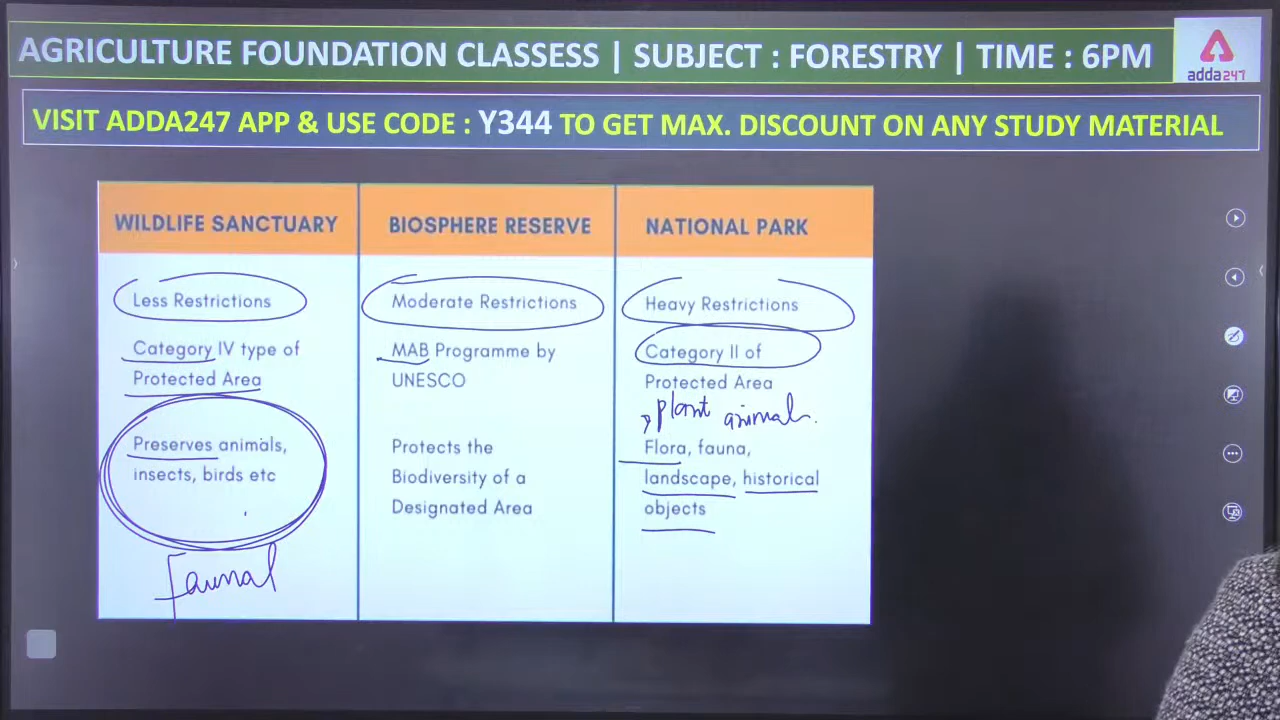 AGRICULTURE FOUNDATION CLASSESS | SUBJECT : FORESTRY | TIME : 6PM
adda247
VISIT ADDA247 APP & USE CODE : Y344 TO GET MAX. DISCOUNT ON ANY STUDY MATERIAL
WILDLIFE SANCTUARY
Less Restrictions
Category IV type of
Protected Area
Preserves animals,
insects, birds etc
Faunal
BIOSPHERE RESERVE
Moderate Restrictions
MAB Programme by
UNESCO
Protects the
Biodiversity of a
Designated Area
NATIONAL PARK
Heavy Restrictions
Category II of
Protected Area
plant animal.
Flora, fauna,
landscape, historical
objects